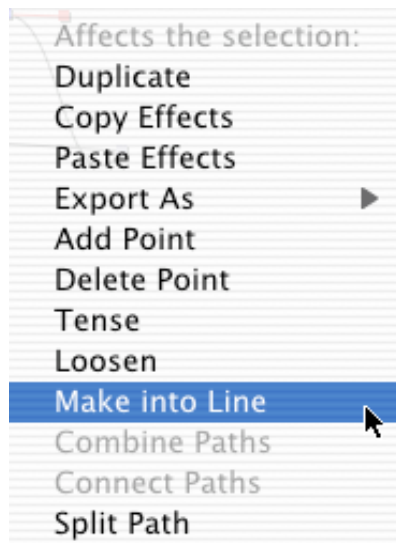 Affects the selection:
Duplicate
Copy Effects
Paste Effects
Export As
Add Point
Delete Point
Tense
Loosen
Make into Line
Combine Paths
Connect Paths
Split Path